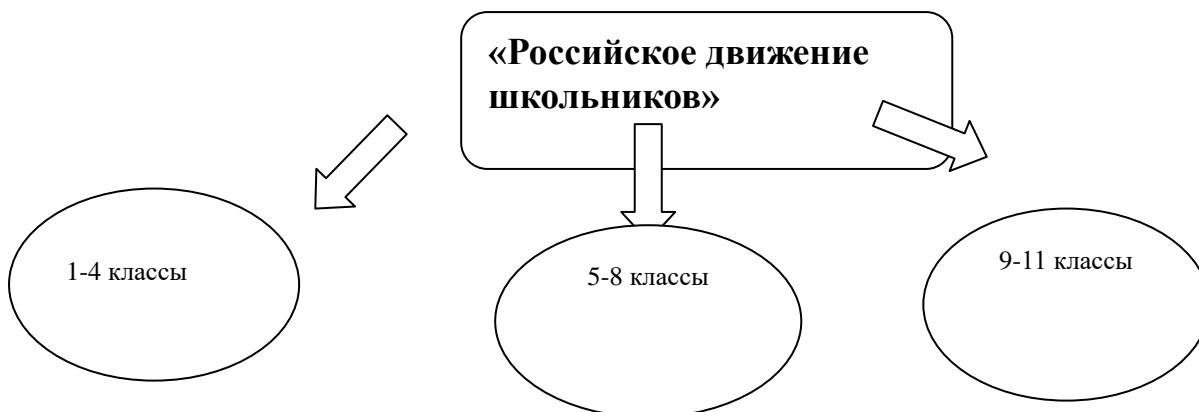 «Российское движение
школьников»
1-4 классы
5-8 классы
9-11 классы